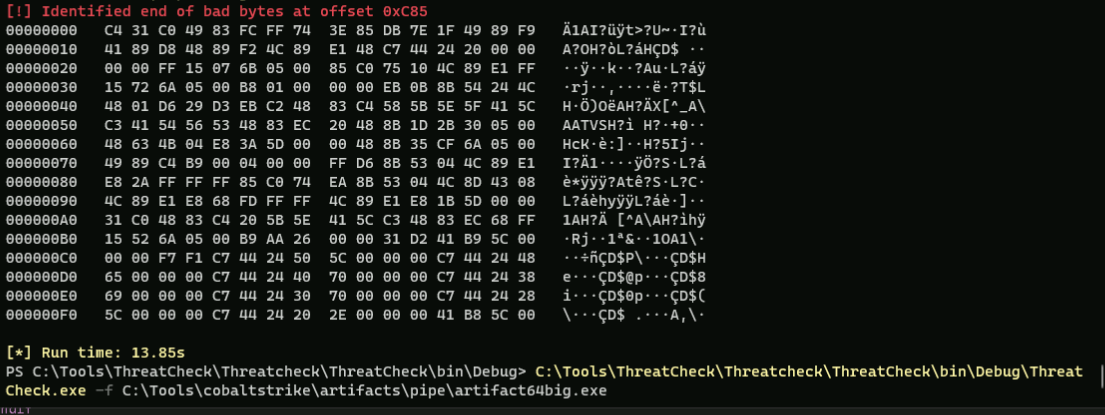 [!] Identified end of bad bytes at offset 0xC85
00000000 C4 31 C0 49 83 FC FF 74 3E 85 DB 7E 1F 49 89 F9 Ä1AI?üÿt>?U~·I?ù
00000010 41 89 D8 48 89 F2 4C 89 E1 48 C7 44 24 20 00 00 A?OH?òL?áHÇD$ ··
00000020 00 00 FF 15 07 6B 05 00 85 C0 75 10 4C 89 E1 FF ··ÿ··k··?Au·L?áÿ
00000030 15 72 6A 05 00 B8 01 00 00 00 EB 0B 8B 54 24 4C ·rj··,····ë·?T$L
00000040 48 01 D6 29 D3 EB C2 48 83 C4 58 5B 5E 5F 41 5C H·Ö)OëAH?ÄX[^_A\
00000050 C3 41 54 56 53 48 83 EC 20 48 8B 1D 2B 30 05 00 AATVSH?ì H?·+0··
00000060 48 63 4B 04 E8 3A 5D 00 00 48 8B 35 CF 6A 05 00 HcK·è:]··H?5Ij··
00000070 49 89 C4 B9 00 04 00 00 FF D6 8B 53 04 4C 89 E1 I?Ä1····ÿÖ?S·L?á
00000080 E8 2A FF FF FF 85 C0 74 EA 8B 53 04 4C 8D 43 08 è*ÿÿÿ?Atê?S·L?C·
00000090 4C 89 E1 E8 68 FD FF FF 4C 89 E1 E8 1B 5D 00 00 L?áèhyÿÿL?áè·]··
000000A0 31 C0 48 83 C4 20 5B 5E 41 5C C3 48 83 EC 68 FF 1AH?Ä [^A\AH?ìhÿ
000000B0 15 52 6A 05 00 B9 AA 26 00 00 31 D2 41 B9 5C 00 ·Rj··1ª&··1OA1\·
000000C0 00 00 F7 F1 C7 44 24 50 5C 00 00 00 C7 44 24 48 ··÷ñÇD$P\···ÇD$H
000000D0 65 00 00 00 C7 44 24 40 70 00 00 00 C7 44 24 38 e···ÇD$@p···ÇD$8
000000E0 69 00 00 00 C7 44 24 30 70 00 00 00 C7 44 24 28 i···ÇD$0p···ÇD$(
000000F0 5C 00 00 00 C7 44 24 20 2E 00 00 00 41 B8 5C 00 \···ÇD$ .···A,\·
[*] Run time: 13.85s
PS C:\Tools\ThreatCheck\Threatcheck\ThreatCheck\bin\Debug> C:\Tools\ThreatCheck\Threatcheck\ThreatCheck\bin\Debug\Threat
Check.exe -f C:\Tools\cobaltstrike\artifacts\pipe\artifact64big.exe